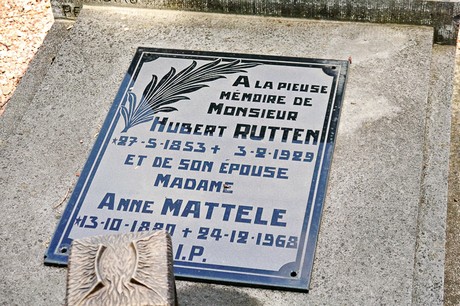 A LA PIEUSE
MÉMOIRE DE
MONSIEUR
HUBERT RUTTEN
*27-5-1853 + 3-2-1929
ET DE SON ÉPOUSE
MADAME
ANNE MATTELE
*13-10-1880 + 24-12-1968
I.P.